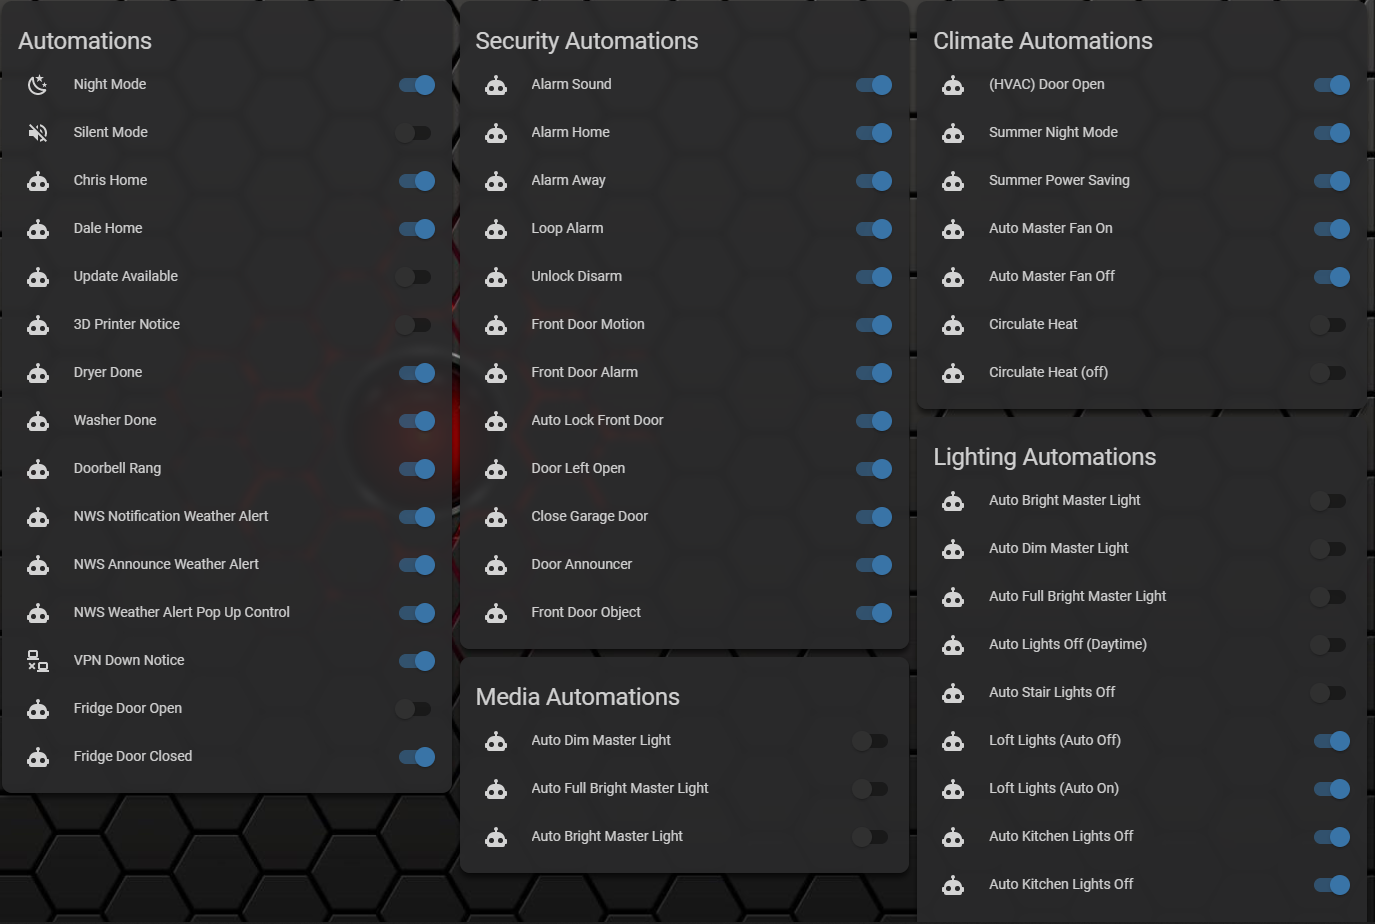 Automations
Night Mode
Silent Mode
Chris Home
Dale Home
Update Available
3D Printer Notice
Dryer Done
Washer Done
Doorbell Rang
NWS Notification Weather Alert
NWS Announce Weather Alert
NWS Weather Alert Pop Up Control
VPN Down Notice
Fridge Door Open
Fridge Door Closed
Security Automations
Alarm Sound
Alarm Home
Alarm Away
Loop Alarm
Unlock Disarm
Front Door Motion
Front Door Alarm
Auto Lock Front Door
Door Left Open
Close Garage Door
Door Announcer
Front Door Object
Media Automations
Auto Dim Master Light
Auto Full Bright Master Light
Auto Bright Master Light
Climate Automations
(HVAC) Door Open
Summer Night Mode
Summer Power Saving
Auto Master Fan On
Auto Master Fan Off
Circulate Heat
Circulate Heat (off)
Lighting Automations
Auto Bright Master Light
Auto Dim Master Light
Auto Full Bright Master Light
Auto Lights Off (Daytime)
Auto Stair Lights Off
Loft Lights (Auto Off)
Loft Lights (Auto On)
Auto Kitchen Lights Off
Auto Kitchen Lights Off